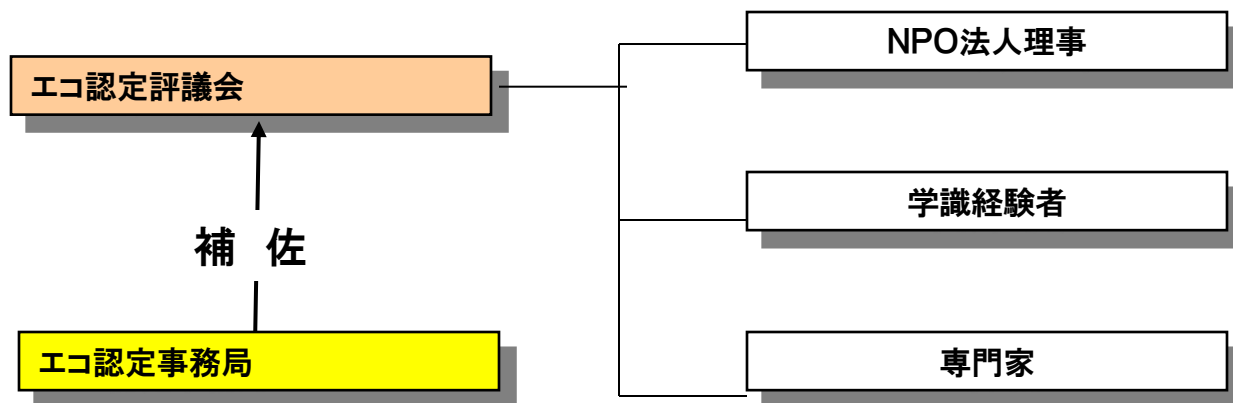 NPO法人理事
エコ認定評議会
学識経験者
補 佐
エコ認定事務局
専門家